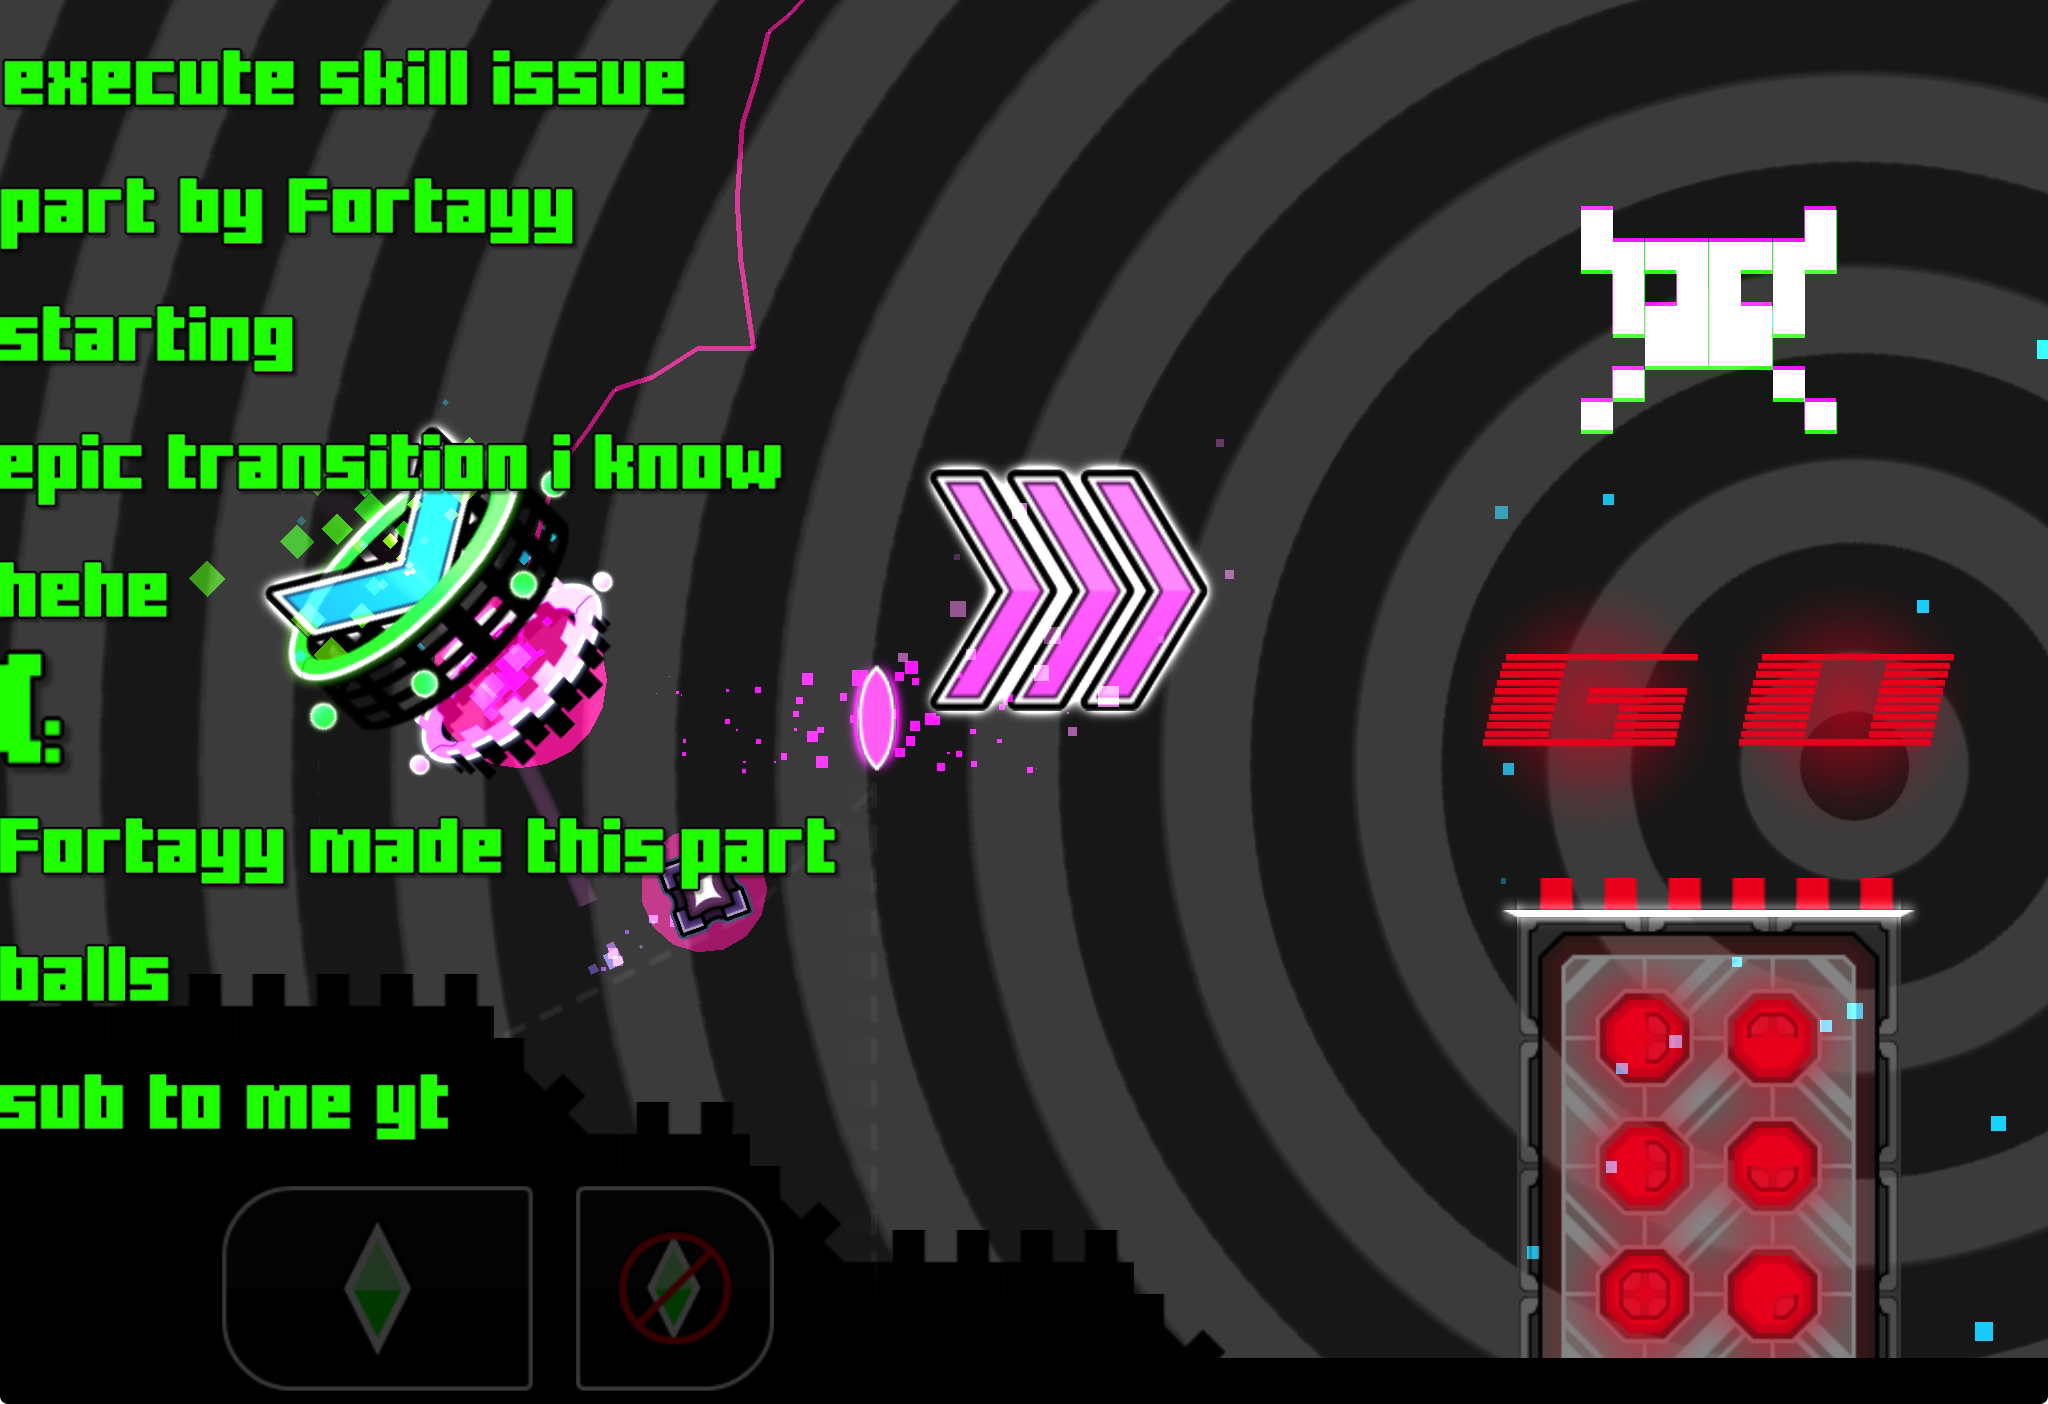 execute skill issue
part by Fortayy
starting
epic transition i know
hehe
[:
Fortayy made this part
balls
sub to me yt
GO